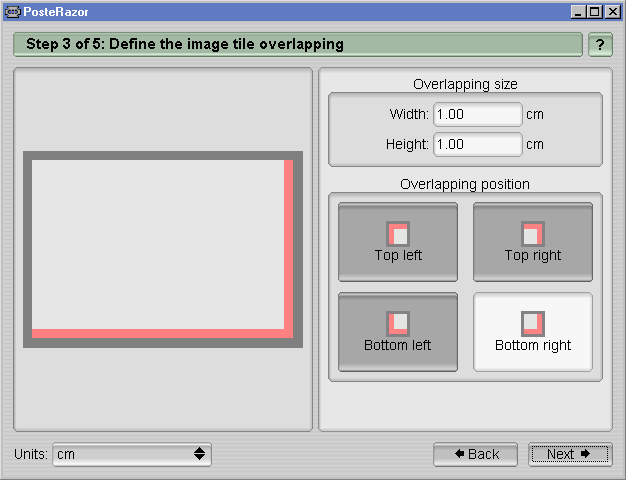 PosteRazor
Step 3 of 5: Define the image tile overlapping
?
Overlapping size
Width: 1.00 cm
Height: 1.00 cm
Overlapping position
Top left
Top right
Bottom left
Bottom right
Units: cm
Back
Next